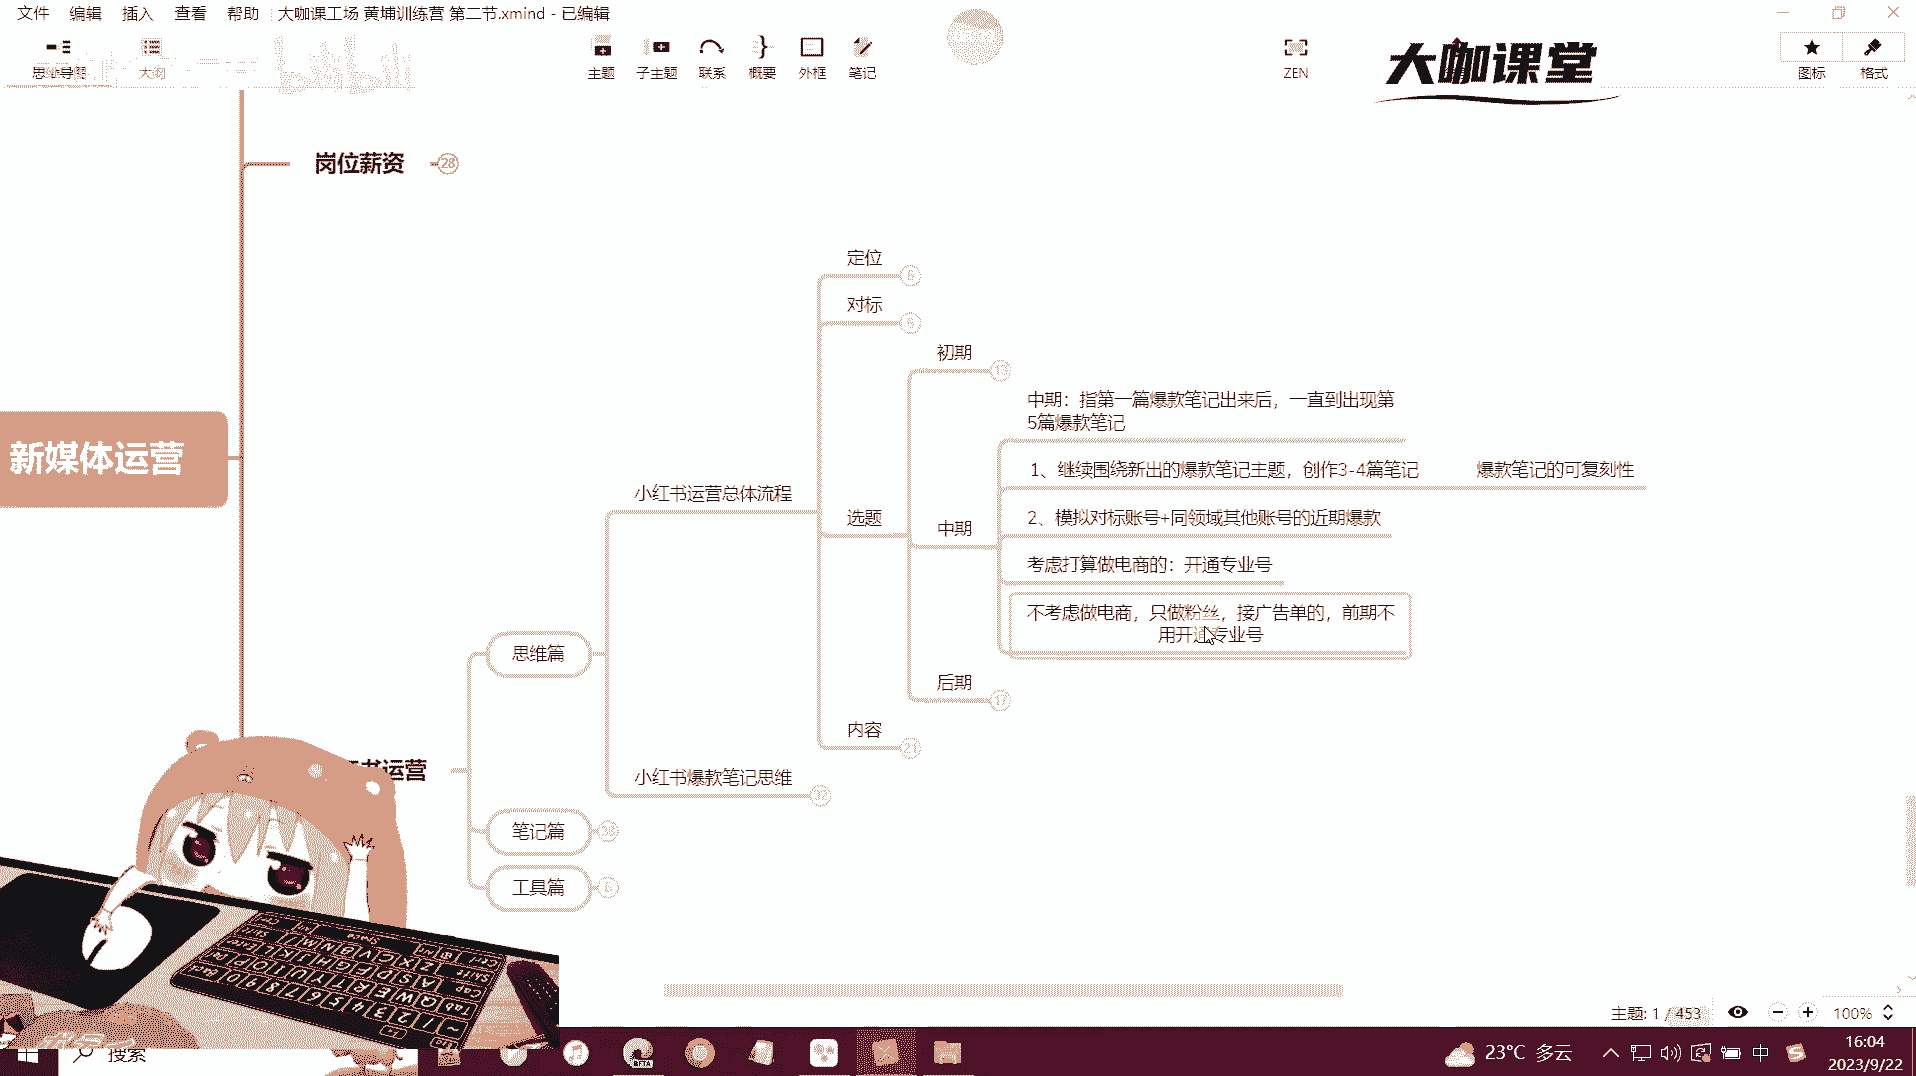 文件 编辑 插入 查看 帮助 大咖课工场 黄埔训练营 第二节.xmind - 已编辑
思维导图 大纲 主题 子主题 联系 概要 外框 笔记 ZEN 图标 格式
大咖课堂
岗位薪资 28
定位 6
对标 6
初期 13
中期：指第一篇爆款笔记出来后，一直到出现第
5篇爆款笔记
1、继续围绕新出的爆款笔记主题，创作3-4篇笔记 爆款笔记的可复刻性
新媒体运营
小红书运营总体流程
选题
中期
2、模拟对标账号+同领域其他账号的近期爆款
考虑打算做电商的：开通专业号
不考虑做电商，只做粉丝，接广告单的，前期不
用开通专业号
思维篇
后期 17
内容 21
书运营
小红书爆款笔记思维 32
笔记篇 38
工具篇 6
主题: 1 / 453 100%
搜索
BETA
23°C 多云
中
16:04
2023/9/22